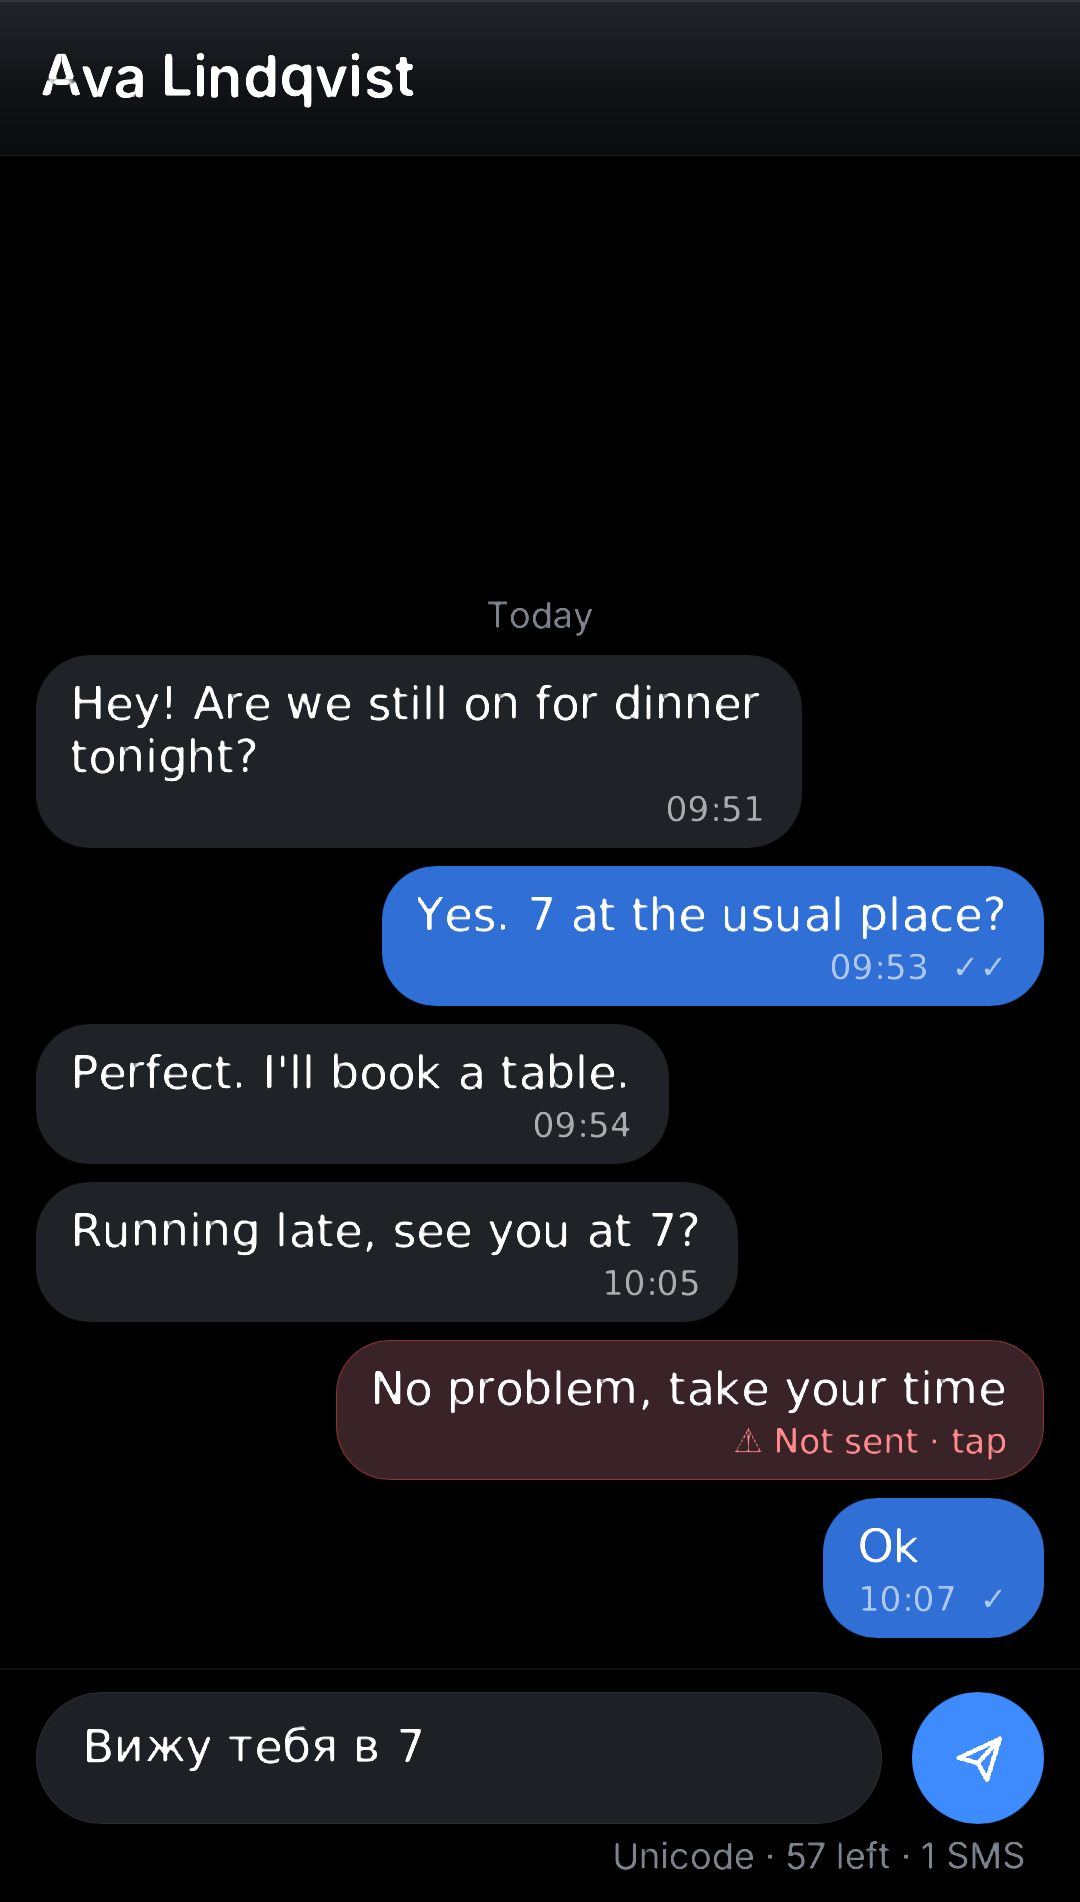 Ava Lindqvist
Today
Hey! Are we still on for dinner
tonight?
09:51
Yes. 7 at the usual place?
09:53 ✓✓
Perfect. I'll book a table.
09:54
Running late, see you at 7?
10:05
No problem, take your time
⚠ Not sent · tap
Ok
10:07 ✓
Вижу тебя в 7
Unicode · 57 left · 1 SMS